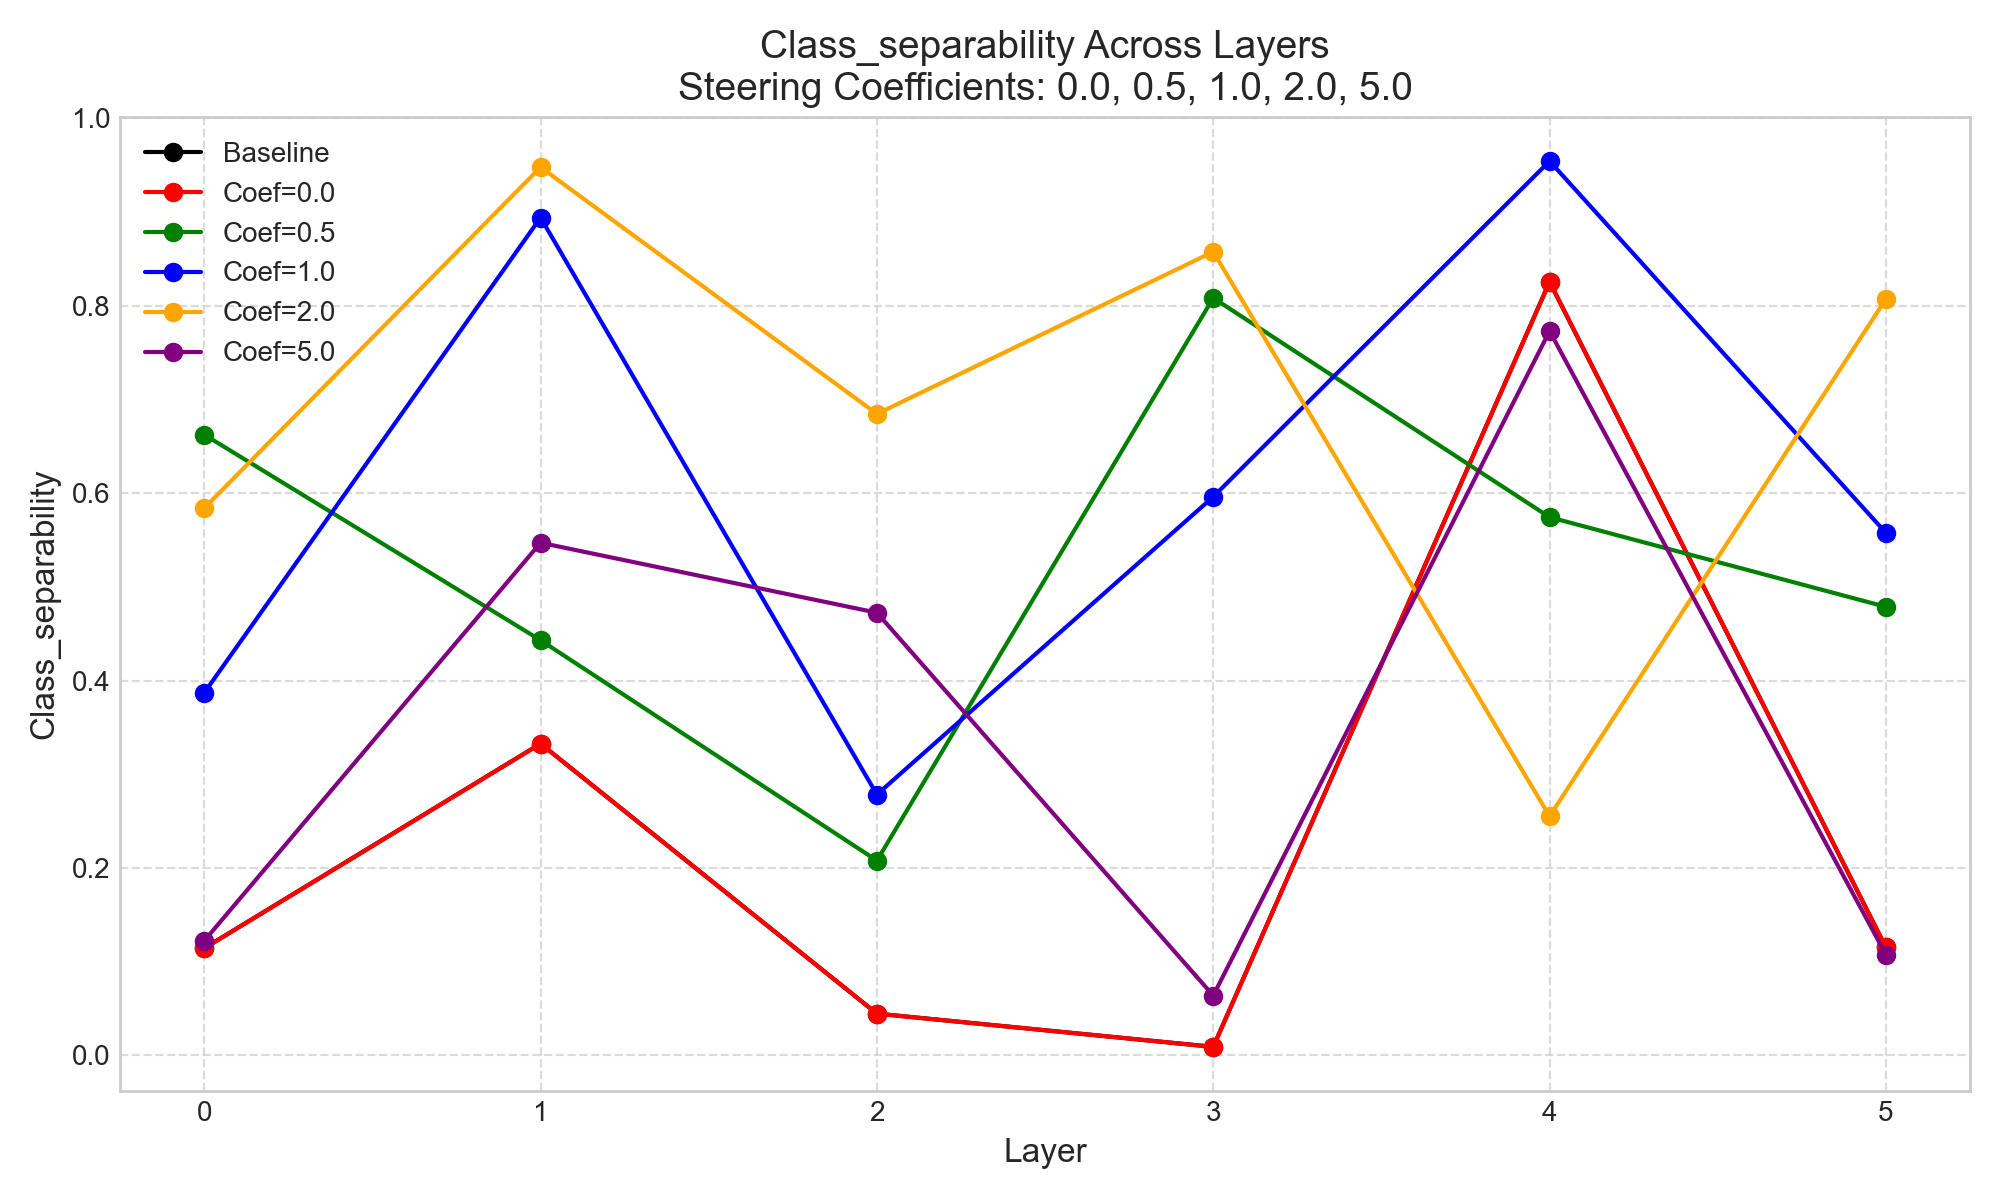 Class_separability Across Layers
Steering Coefficients: 0.0, 0.5, 1.0, 2.0, 5.0
1.0
0.8
0.6
0.4
0.2
0.0
Class_separability
Baseline
Coef=0.0
Coef=0.5
Coef=1.0
Coef=2.0
Coef=5.0
0 1 2 3 4 5
Layer